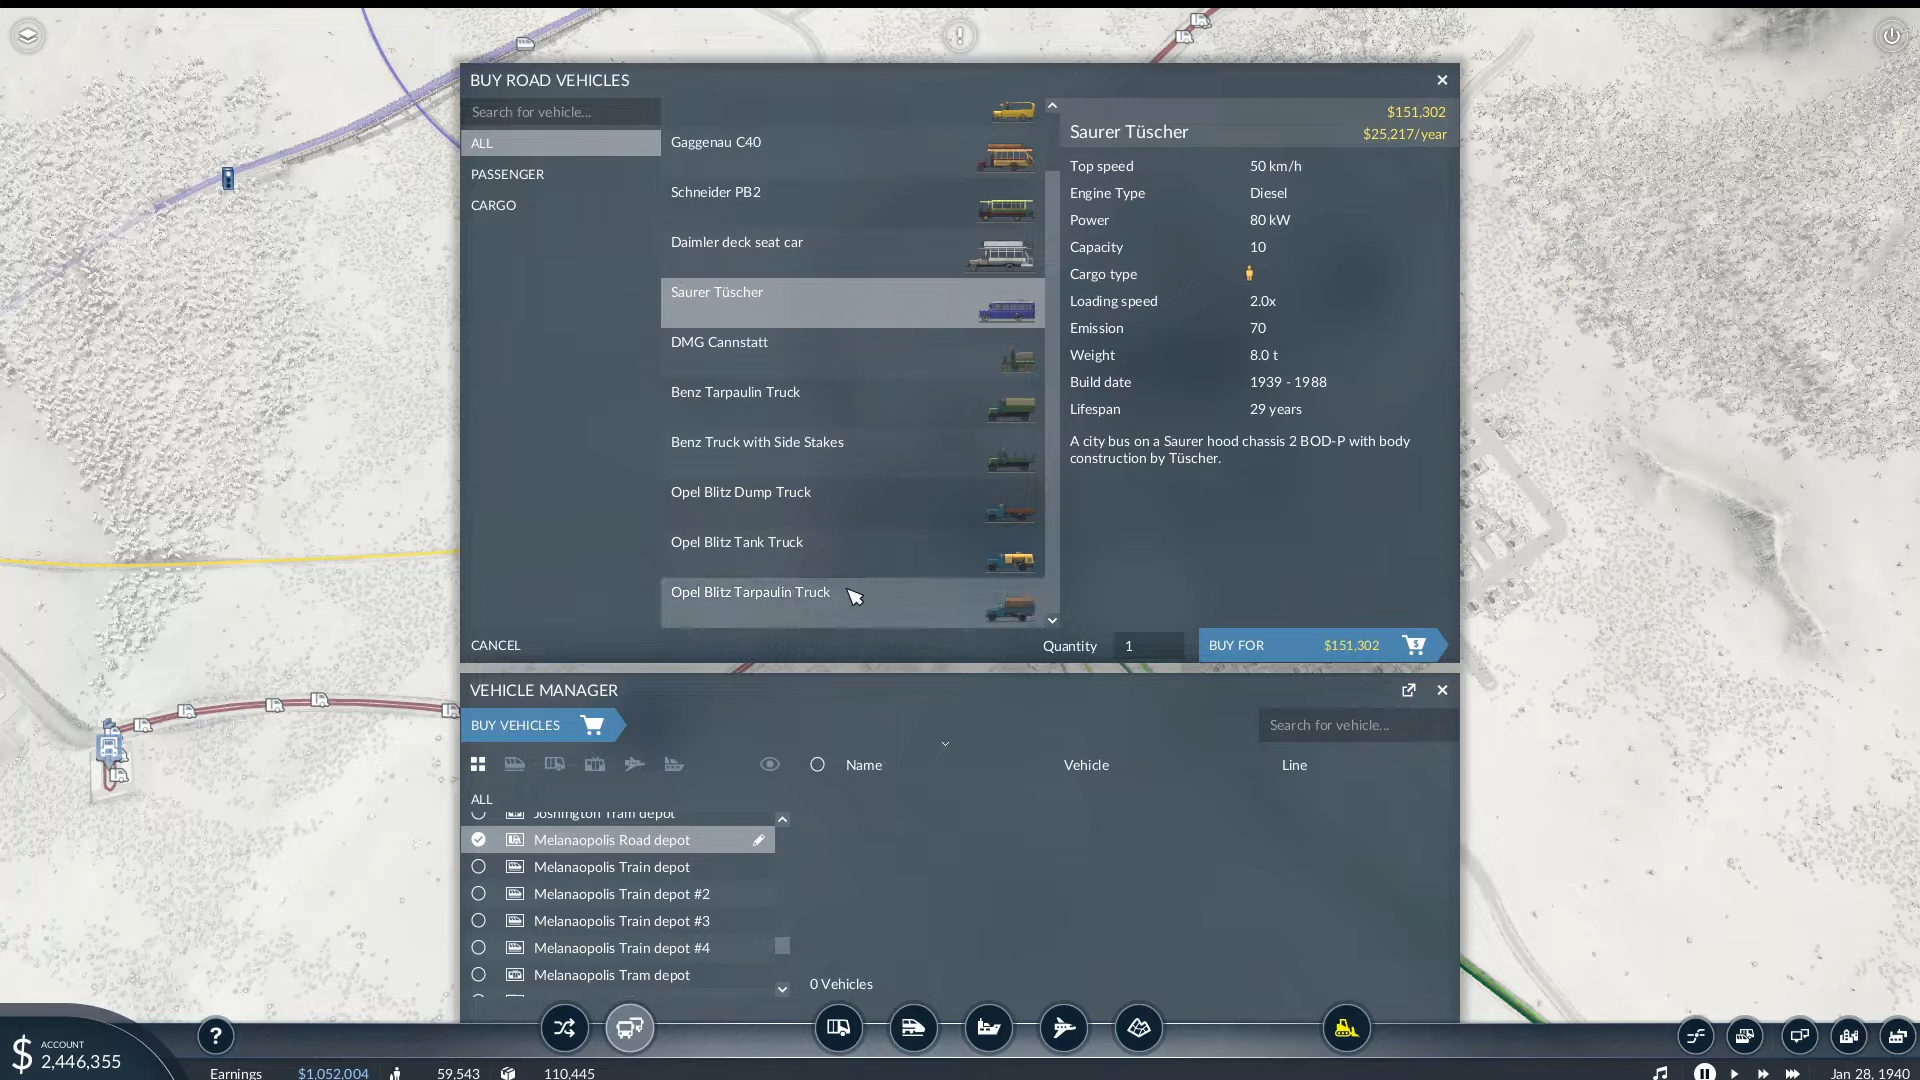 BUY ROAD VEHICLES
Search for vehicle...
ALL
PASSENGER
CARGO
Gaggenau C40
Schneider PB2
Daimler deck seat car
Saurer Tüscher
DMG Cannstatt
Benz Tarpaulin Truck
Benz Truck with Side Stakes
Opel Blitz Dump Truck
Opel Blitz Tank Truck
Opel Blitz Tarpaulin Truck
$151,302
Saurer Tüscher
$25,217/year
Top speed 50 km/h
Engine Type Diesel
Power 80 kW
Capacity 10
Cargo type
Loading speed 2.0x
Emission 70
Weight 8.0 t
Build date 1939 - 1988
Lifespan 29 years
A city bus on a Saurer hood chassis 2 BOD-P with body
construction by Tüscher.
CANCEL
Quantity 1
BUY FOR $151,302
VEHICLE MANAGER
BUY VEHICLES
Search for vehicle...
Name Vehicle Line
ALL
Joshington Tram depot
Melanaopolis Road depot
Melanaopolis Train depot
Melanaopolis Train depot #2
Melanaopolis Train depot #3
Melanaopolis Train depot #4
Melanaopolis Tram depot
0 Vehicles
$ ACCOUNT
2,446,355
?
Earnings $1,052,004 59,543 110,445
Jan 28, 1940